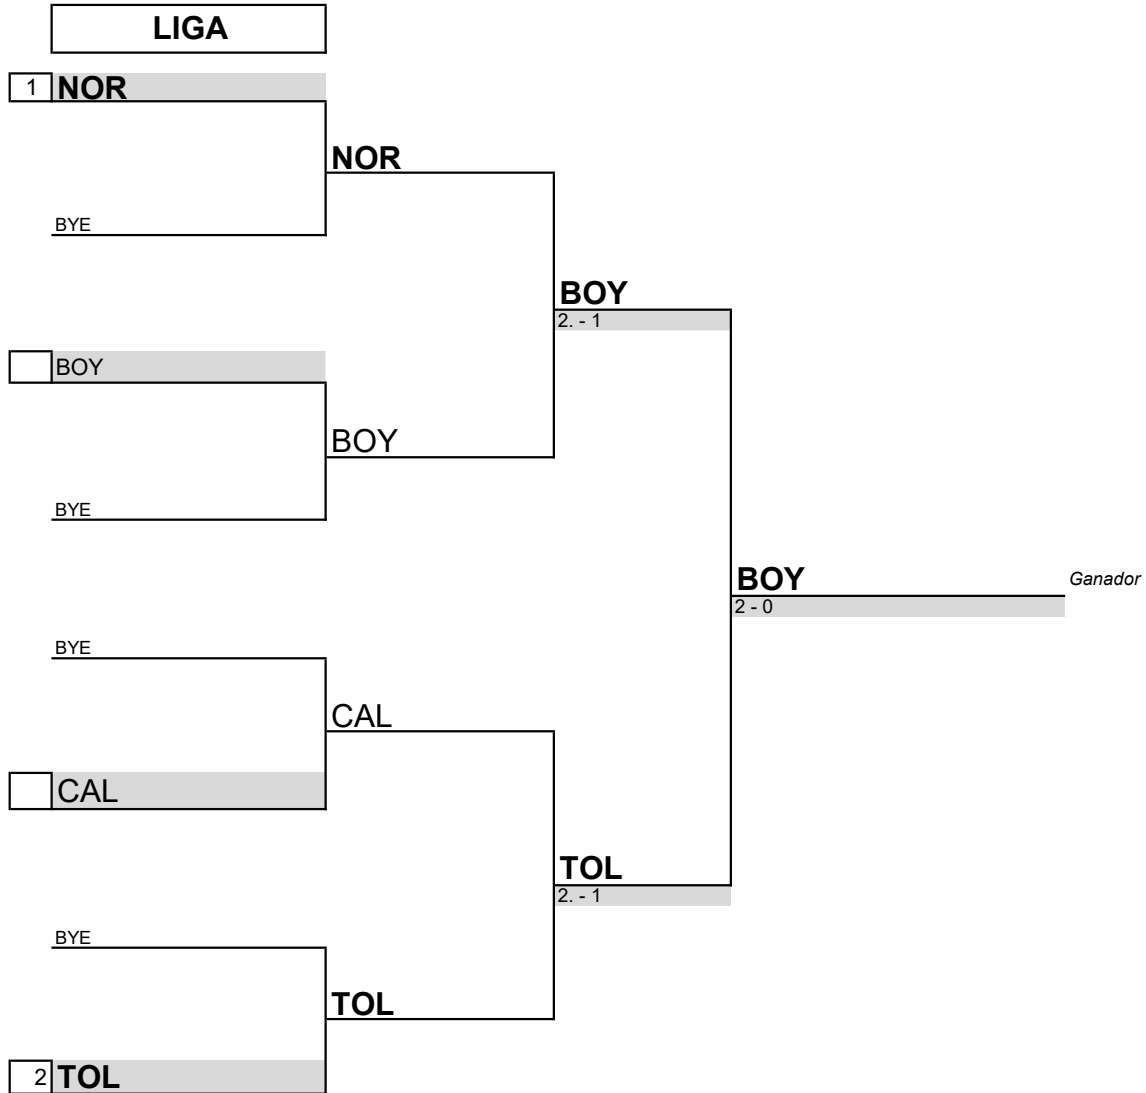 LIGA
1 NOR
NOR
BYE
BOY
2. - 1
BOY
BOY
BYE
BOY
Ganador
2 - 0
BYE
CAL
CAL
TOL
2. - 1
BYE
TOL
2 TOL